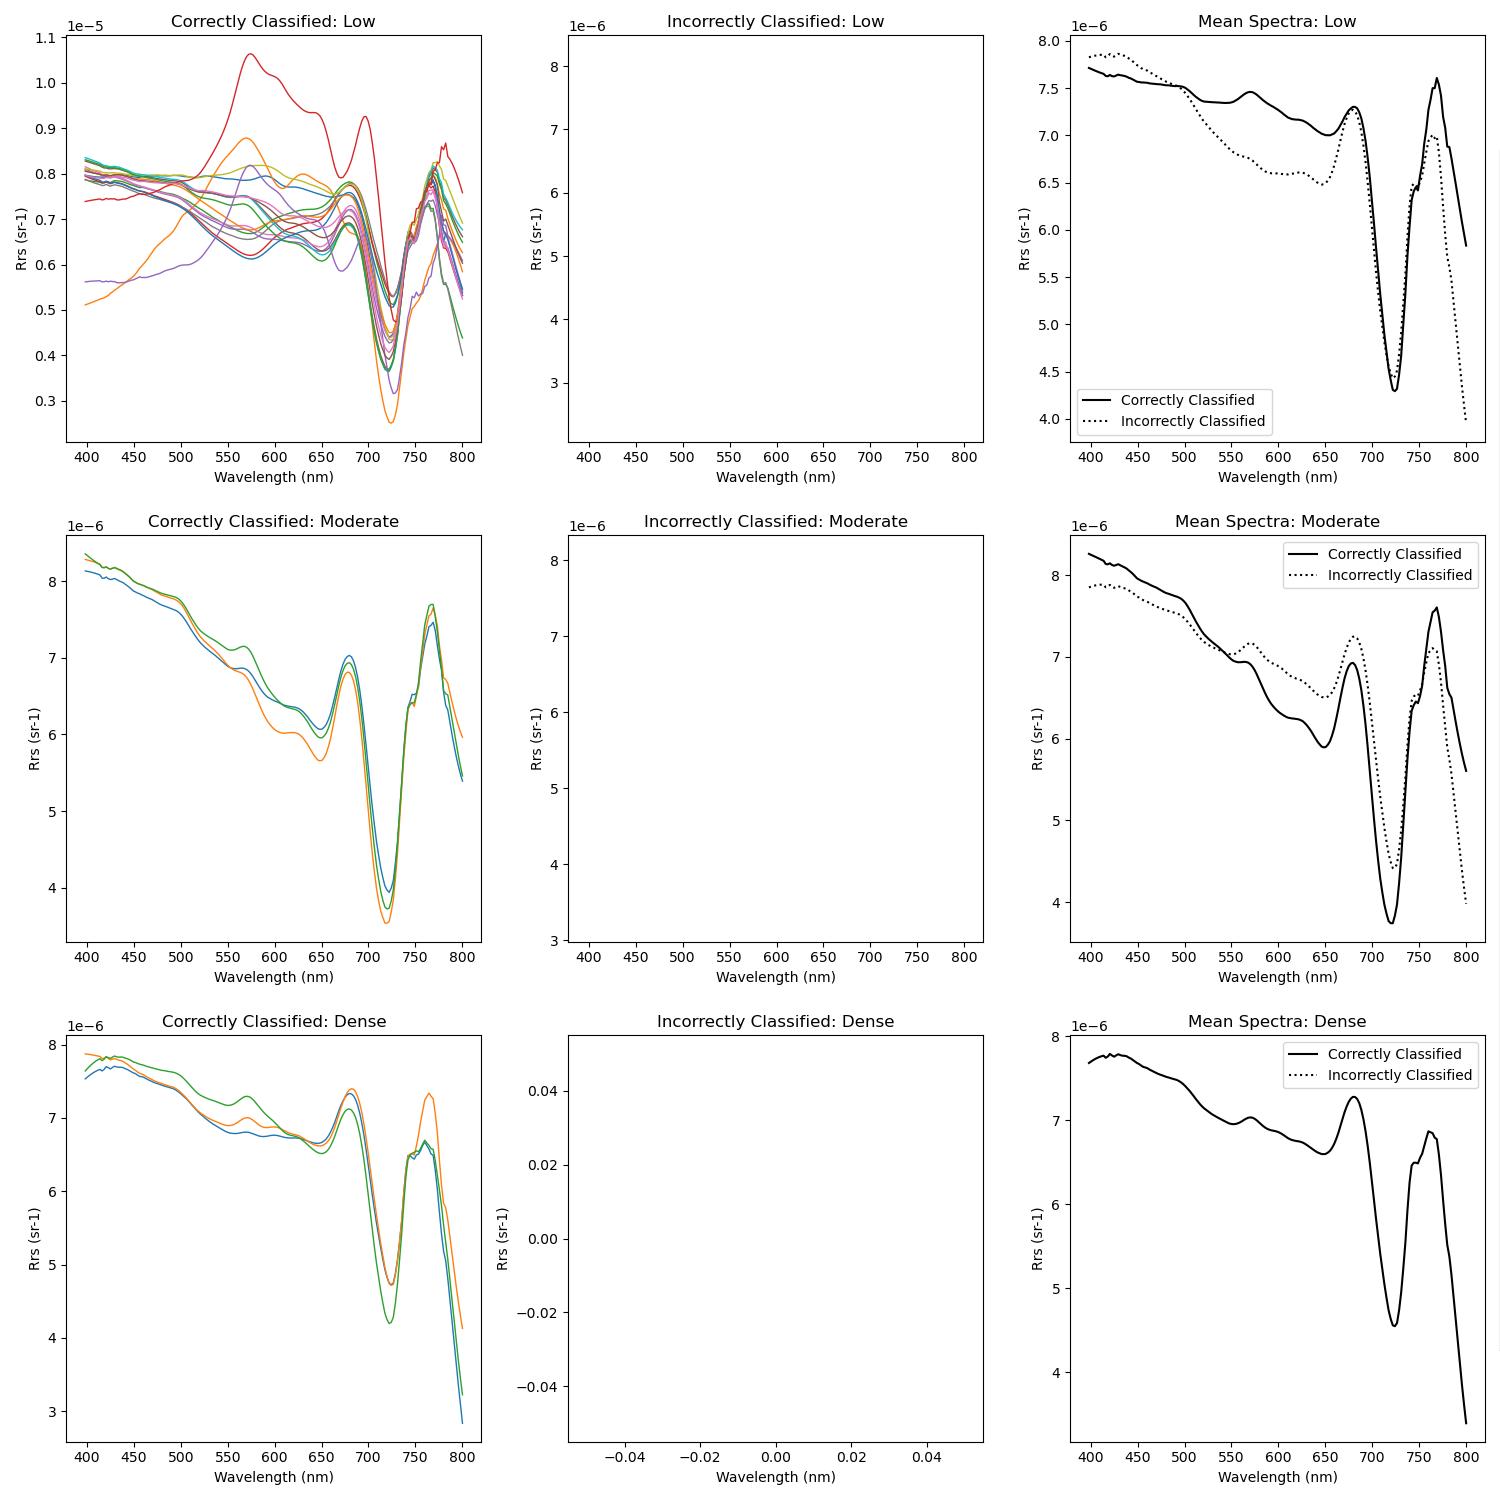 Correctly Classified: Low
1e−5
1.1
1.0
0.9
0.8
0.7
0.6
0.5
0.4
0.3
Rrs (sr-1)
400 450 500 550 600 650 700 750 800
Wavelength (nm)
Incorrectly Classified: Low
1e−6
8
7
6
5
4
3
Rrs (sr-1)
400 450 500 550 600 650 700 750 800
Wavelength (nm)
Mean Spectra: Low
1e−6
8.0
7.5
7.0
6.5
6.0
5.5
5.0
4.5
4.0
Rrs (sr-1)
Correctly Classified
Incorrectly Classified
400 450 500 550 600 650 700 750 800
Wavelength (nm)
Correctly Classified: Moderate
1e−6
8
7
6
5
4
Rrs (sr-1)
400 450 500 550 600 650 700 750 800
Wavelength (nm)
Incorrectly Classified: Moderate
1e−6
8
7
6
5
4
3
Rrs (sr-1)
400 450 500 550 600 650 700 750 800
Wavelength (nm)
Mean Spectra: Moderate
1e−6
8
7
6
5
4
Rrs (sr-1)
Correctly Classified
Incorrectly Classified
400 450 500 550 600 650 700 750 800
Wavelength (nm)
Correctly Classified: Dense
1e−6
8
7
6
5
4
3
Rrs (sr-1)
400 450 500 550 600 650 700 750 800
Wavelength (nm)
Incorrectly Classified: Dense
0.04
0.02
0.00
−0.02
−0.04
Rrs (sr-1)
−0.04 −0.02 0.00 0.02 0.04
Wavelength (nm)
Mean Spectra: Dense
1e−6
8
7
6
5
4
Rrs (sr-1)
Correctly Classified
Incorrectly Classified
400 450 500 550 600 650 700 750 800
Wavelength (nm)